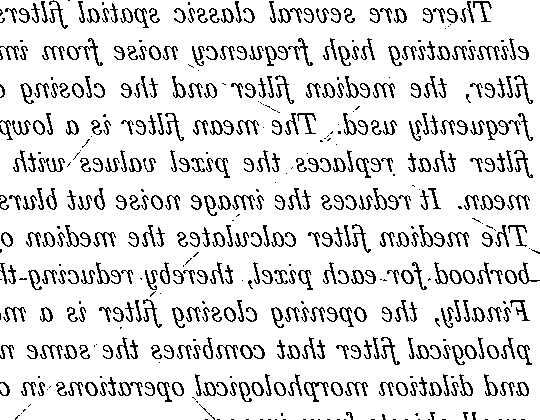 There are several classic spatial filters
eliminating high frequency noise from im
filter, the median filter and the closing o
frequently used. The mean filter is a lowp
filter that replaces the pixel values with
mean. It reduces the image noise but blurs
The median filter calculates the median o
borhood for each pixel, thereby reducing th
Finally, the opening closing filter is a m
phological filter that combines the same n
and dilation morphological operations in o